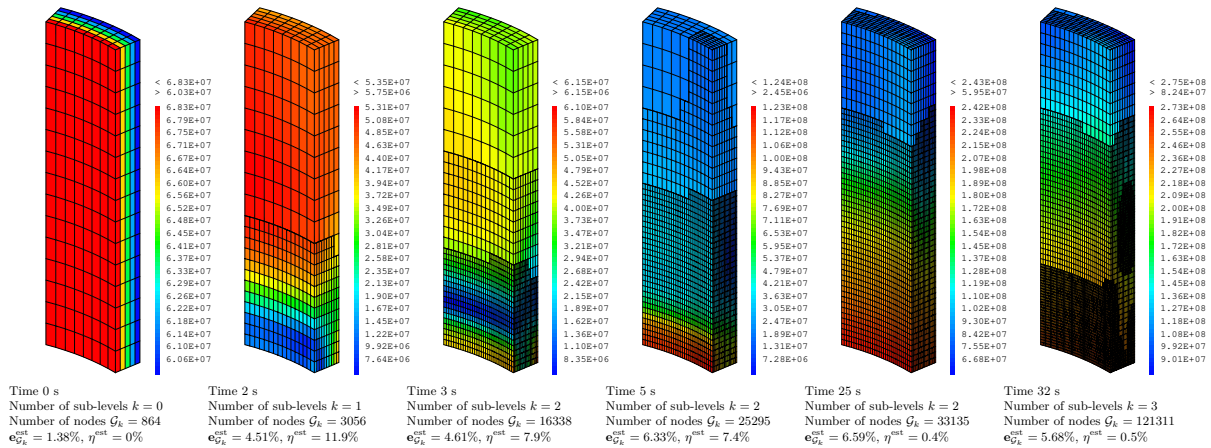 < 6.83E+07
> 6.03E+07
6.83E+07
6.79E+07
6.75E+07
6.71E+07
6.67E+07
6.64E+07
6.60E+07
6.56E+07
6.52E+07
6.48E+07
6.45E+07
6.41E+07
6.37E+07
6.33E+07
6.29E+07
6.26E+07
6.22E+07
6.18E+07
6.14E+07
6.10E+07
6.06E+07
Time 0 s
Number of sub-levels k = 0
Number of nodes 𝒢ₖ = 864
e^est_𝒢ₖ = 1.38%, η^est = 0%
< 5.35E+07
> 5.75E+06
5.31E+07
5.08E+07
4.85E+07
4.63E+07
4.40E+07
4.17E+07
3.94E+07
3.72E+07
3.49E+07
3.26E+07
3.04E+07
2.81E+07
2.58E+07
2.35E+07
2.13E+07
1.90E+07
1.67E+07
1.45E+07
1.22E+07
9.92E+06
7.64E+06
Time 2 s
Number of sub-levels k = 1
Number of nodes 𝒢ₖ = 3056
e^est_𝒢ₖ = 4.51%, η^est = 11.9%
< 6.15E+07
> 6.15E+06
6.10E+07
5.84E+07
5.58E+07
5.31E+07
5.05E+07
4.79E+07
4.52E+07
4.26E+07
4.00E+07
3.73E+07
3.47E+07
3.21E+07
2.94E+07
2.68E+07
2.42E+07
2.15E+07
1.89E+07
1.62E+07
1.36E+07
1.10E+07
8.35E+06
Time 3 s
Number of sub-levels k = 2
Number of nodes 𝒢ₖ = 16338
e^est_𝒢ₖ = 4.61%, η^est = 7.9%
< 1.24E+08
> 2.45E+06
1.23E+08
1.17E+08
1.12E+08
1.06E+08
1.00E+08
9.43E+07
8.85E+07
8.27E+07
7.69E+07
7.11E+07
6.53E+07
5.95E+07
5.37E+07
4.79E+07
4.21E+07
3.63E+07
3.05E+07
2.47E+07
1.89E+07
1.31E+07
7.28E+06
Time 5 s
Number of sub-levels k = 2
Number of nodes 𝒢ₖ = 25295
e^est_𝒢ₖ = 6.33%, η^est = 7.4%
< 2.43E+08
> 5.95E+07
2.42E+08
2.33E+08
2.24E+08
2.15E+08
2.07E+08
1.98E+08
1.89E+08
1.80E+08
1.72E+08
1.63E+08
1.54E+08
1.45E+08
1.37E+08
1.28E+08
1.19E+08
1.10E+08
1.02E+08
9.30E+07
8.42E+07
7.55E+07
6.68E+07
Time 25 s
Number of sub-levels k = 2
Number of nodes 𝒢ₖ = 33135
e^est_𝒢ₖ = 6.59%, η^est = 0.4%
< 2.75E+08
> 8.24E+07
2.73E+08
2.64E+08
2.55E+08
2.46E+08
2.37E+08
2.28E+08
2.18E+08
2.09E+08
2.00E+08
1.91E+08
1.82E+08
1.72E+08
1.63E+08
1.54E+08
1.45E+08
1.36E+08
1.27E+08
1.17E+08
1.08E+08
9.92E+07
9.01E+07
Time 32 s
Number of sub-levels k = 3
Number of nodes 𝒢ₖ = 121311
e^est_𝒢ₖ = 5.68%, η^est = 0.5%